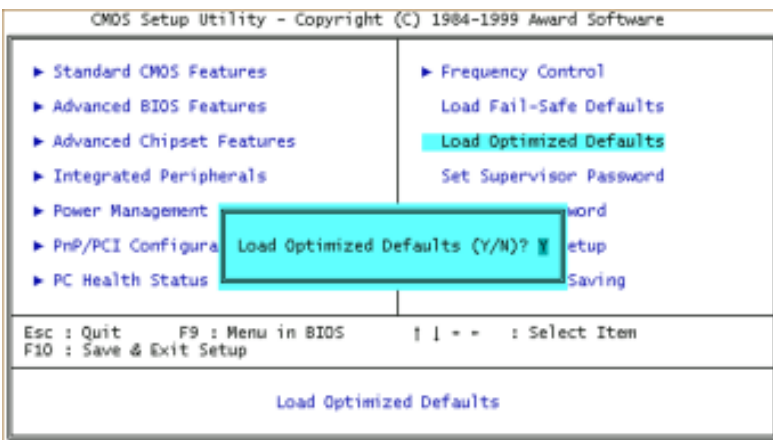 CMOS Setup Utility - Copyright (C) 1984-1999 Award Software
▶ Standard CMOS Features
▶ Advanced BIOS Features
▶ Advanced Chipset Features
▶ Integrated Peripherals
▶ Power Management
▶ PnP/PCI Configura
▶ PC Health Status
▶ Frequency Control
Load Fail-Safe Defaults
Load Optimized Defaults
Set Supervisor Password
word
etup
Saving
Load Optimized Defaults (Y/N)? Y
Esc : Quit F9 : Menu in BIOS ↑ ↓ - - : Select Item
F10 : Save & Exit Setup
Load Optimized Defaults